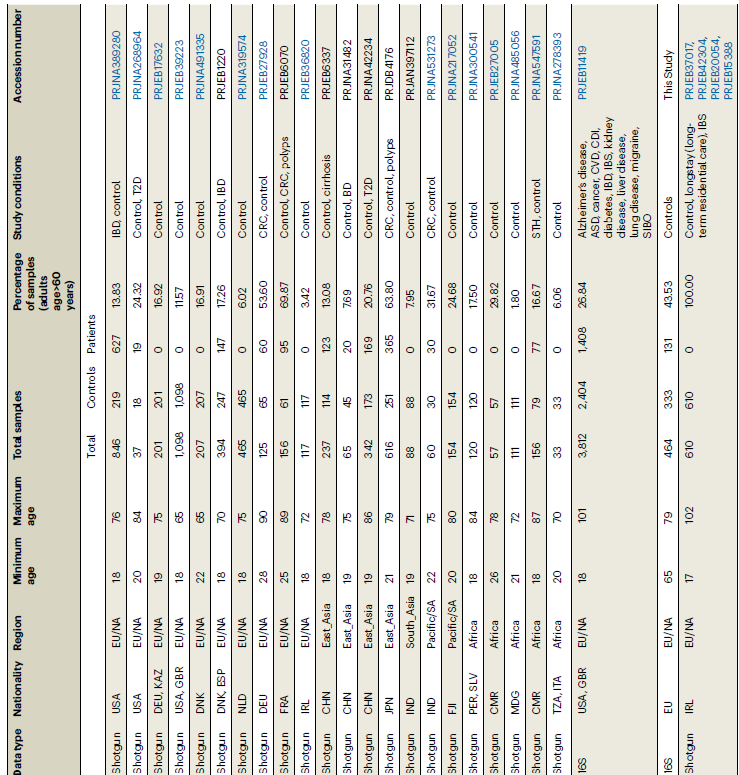 Data type Nationality Region Minimum age Maximum age Total samples Percentage of samples (adults age>60 years) Study conditions Accession number
Total Controls Patients
Shotgun USA EU/NA 18 76 846 219 627 13.83 IBD, control PRJNA389280
Shotgun USA EU/NA 20 84 37 18 19 24.32 Control, T2D PRJNA268964
Shotgun DEU, KAZ EU/NA 19 75 201 201 0 16.92 Control PRJEB17632
Shotgun USA, GBR EU/NA 18 65 1,098 1,098 0 11.57 Control PRJEB39223
Shotgun DNK EU/NA 22 65 207 207 0 16.91 Control PRJNA491335
Shotgun DNK, ESP EU/NA 18 70 394 247 147 17.26 Control, IBD PRJEB1220
Shotgun NLD EU/NA 18 75 465 465 0 6.02 Control PRJNA319574
Shotgun DEU EU/NA 28 90 125 65 60 53.60 CRC, control PRJEB27928
Shotgun FRA EU/NA 25 89 156 61 95 69.87 Control, CRC, polyps PRJEB6070
Shotgun IRL EU/NA 18 72 117 117 0 3.42 Control PRJEB36820
Shotgun CHN East_Asia 18 78 237 114 123 13.08 Control, cirrhosis PRJEB6337
Shotgun CHN East_Asia 19 75 65 45 20 7.69 Control, BD PRJNA31482
Shotgun CHN East_Asia 19 86 342 173 169 20.76 Control, T2D PRJNA42234
Shotgun JPN East_Asia 21 79 616 251 365 63.80 CRC, control, polyps PRJDB4176
Shotgun IND South_Asia 19 71 88 88 0 7.95 Control PRJAN397112
Shotgun IND Pacific/SA 22 75 60 30 30 31.67 CRC, control PRJNA531273
Shotgun FJI Pacific/SA 20 80 154 154 0 24.68 Control PRJNA217052
Shotgun PER, SLV Africa 18 84 120 120 0 17.50 Control PRJNA300541
Shotgun CMR Africa 26 78 57 57 0 29.82 Control PRJEB27005
Shotgun MDG Africa 21 72 111 111 0 1.80 Control PRJNA485056
Shotgun CMR Africa 18 87 156 79 77 16.67 STH, control PRJNA547591
Shotgun TZA, ITA Africa 20 70 33 33 0 6.06 Control PRJNA278393
16S USA, GBR EU/NA 18 101 3,812 2,404 1,408 26.84 Alzheimer's disease, PRJEB11419
ASD, cancer, CVD, CDI,
diabetes, IBD, IBS, kidney
disease, liver disease,
lung disease, migraine,
SIBO
16S EU EU/NA 65 79 464 333 131 43.53 Controls This Study
Shotgun IRL EU/NA 17 102 610 610 0 100.00 Control, longstay (long- PRJEB37017,
term residential care), IBS PRJEB42304,
PRJEB20054,
PRJEB15388